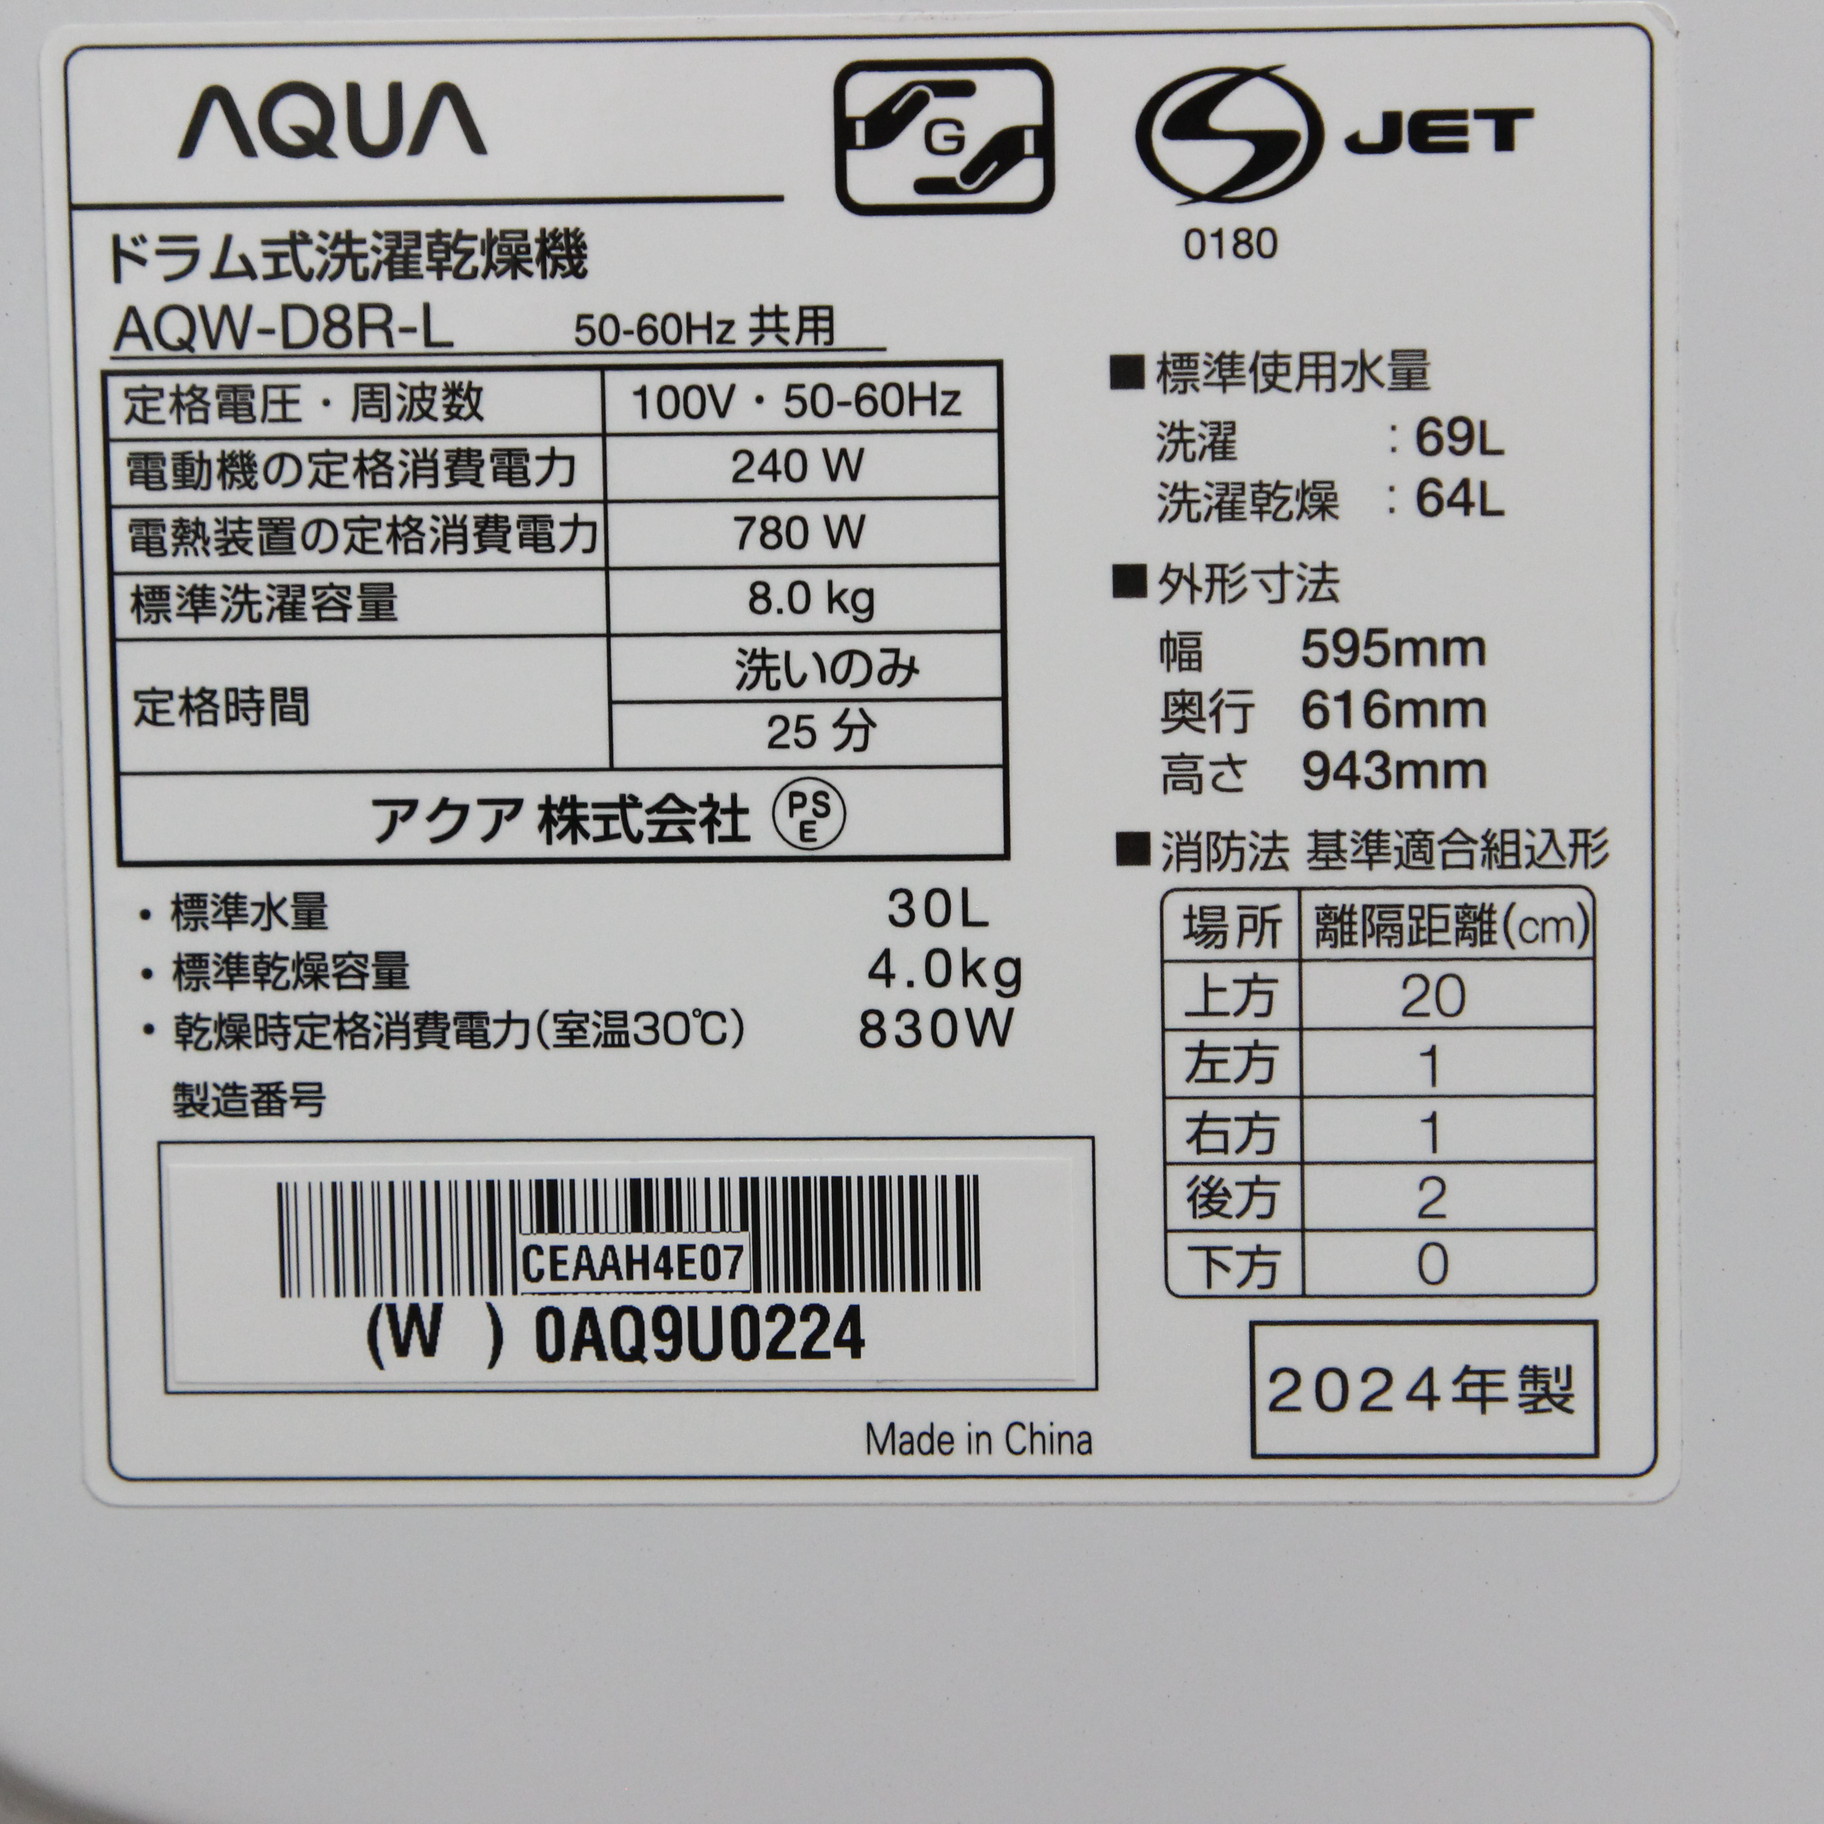 AQUA
G
JET
0180
ドラム式洗濯乾燥機
AQW-D8R-L 50-60Hz 共用
定格電圧・周波数 100V・50-60Hz
電動機の定格消費電力 240 W
電熱装置の定格消費電力 780 W
標準洗濯容量 8.0 kg
定格時間 洗いのみ
25 分
アクア 株式会社 PSE
・標準水量 30L
・標準乾燥容量 4.0kg
・乾燥時定格消費電力(室温30℃) 830W
製造番号
CEAAH4E07
(W ) 0AQ9U0224
Made in China
■標準使用水量
洗濯 : 69L
洗濯乾燥 : 64L
■外形寸法
幅 595mm
奥行 616mm
高さ 943mm
■消防法 基準適合組込形
場所 離隔距離(cm)
上方 20
左方 1
右方 1
後方 2
下方 0
2024年製